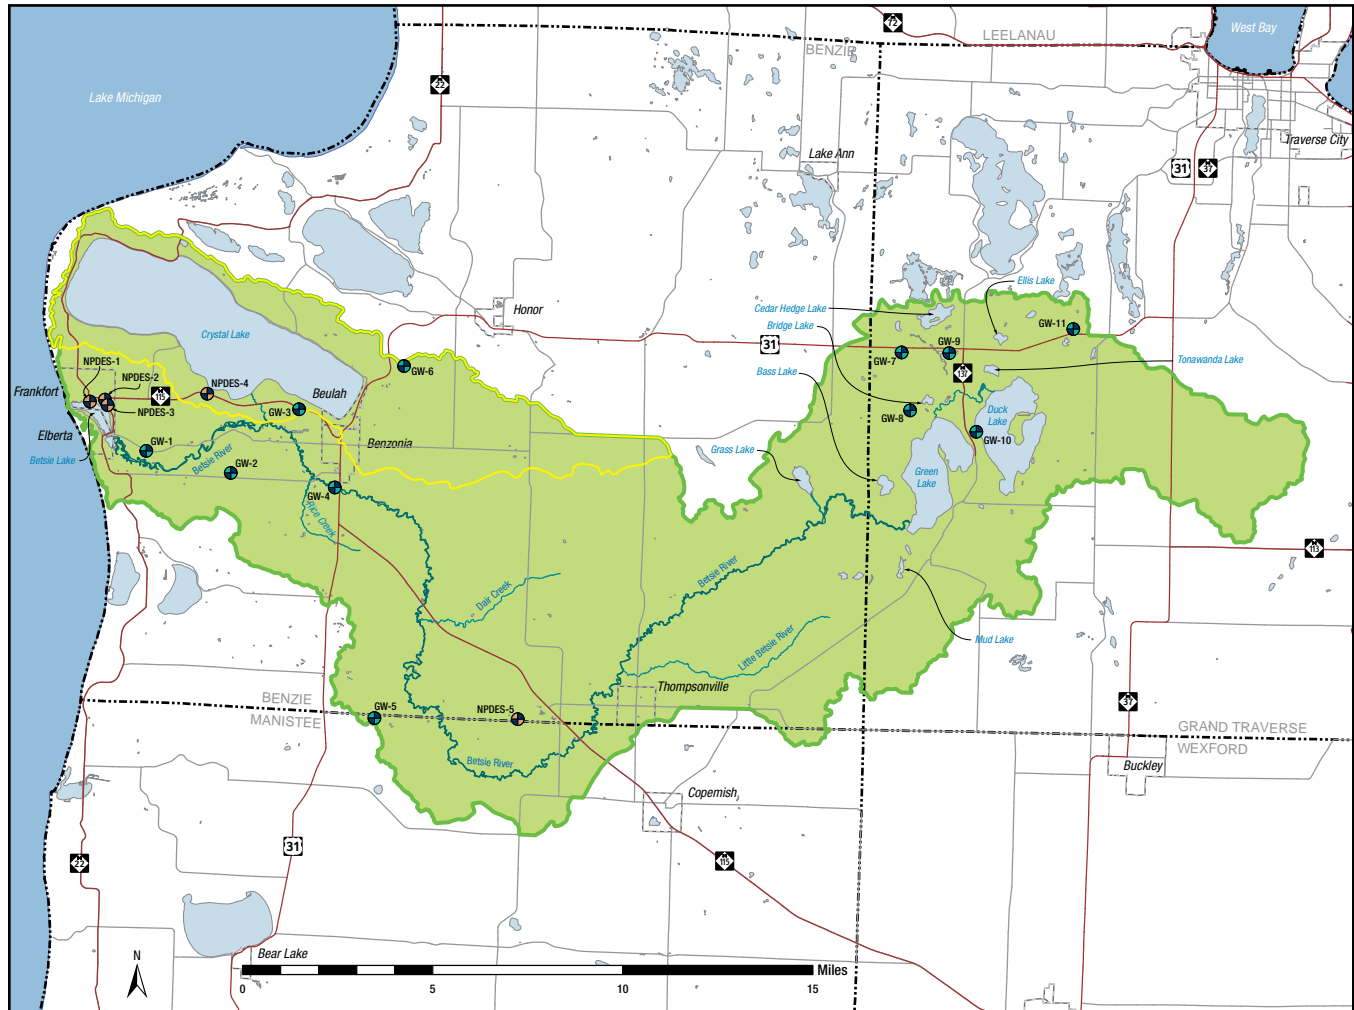 72
LEELANAU
BENZIE
West Bay
M
22
Lake Michigan
Traverse City
Lake Ann
31
M
37
Ellis Lake
Cedar Hedge Lake
Honor
Bridge Lake
GW-11
Crystal Lake
31
GW-9
GW-7
Tonawanda Lake
NPDES-1
GW-6
Bass Lake
M
137
NPDES-2
NPDES-4
Frankfort
M
115
Beulah
NPDES-3
GW-3
GW-8
Duck
Lake
Elberta
GW-10
Benzonia
GW-1
Grass Lake
Betsie Lake
Betsie River
GW-2
Green
Lake
GW-4
Rice Creek
M
113
Betsie River
Dair Creek
Little Betsie River
Mud Lake
Thompsonville
BENZIE
MANISTEE
GW-5
NPDES-5
M
37
GRAND TRAVERSE
WEXFORD
Betsie River
Buckley
Copemish
31
M
22
M
115
Bear Lake
N
Miles
0
5
10
15